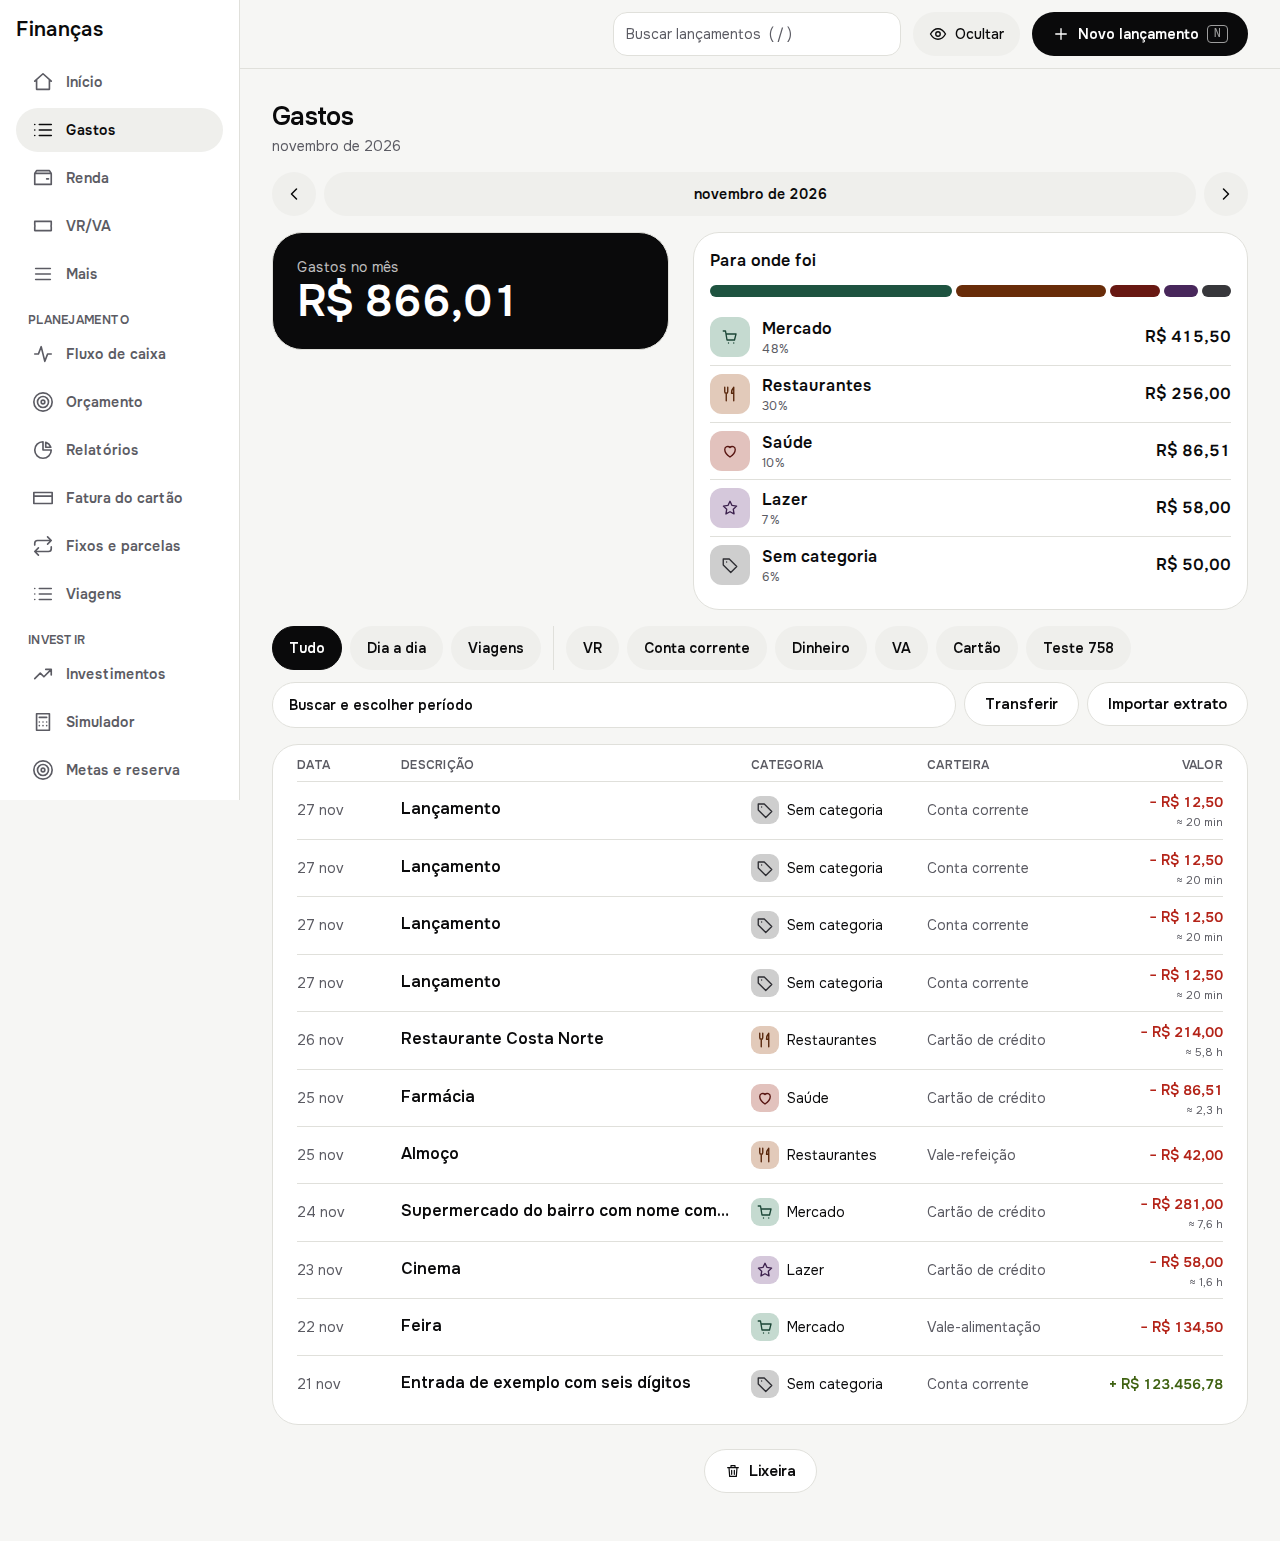 Finanças
Início
Gastos
Renda
VR/VA
Mais
PLANEJAMENTO
Fluxo de caixa
Orçamento
Relatórios
Fatura do cartão
Fixos e parcelas
Viagens
INVESTIR
Investimentos
Simulador
Metas e reserva
Buscar lançamentos ( / )
Ocultar
Novo lançamento N
Gastos
novembro de 2026
novembro de 2026
Gastos no mês
R$ 866,01
Para onde foi
Mercado
48%
R$ 415,50
Restaurantes
30%
R$ 256,00
Saúde
10%
R$ 86,51
Lazer
7%
R$ 58,00
Sem categoria
6%
R$ 50,00
Tudo Dia a dia Viagens VR Conta corrente Dinheiro VA Cartão Teste 758
Buscar e escolher período Transferir Importar extrato
DATA DESCRIÇÃO CATEGORIA CARTEIRA VALOR
27 nov Lançamento Sem categoria Conta corrente − R$ 12,50
≈ 20 min
27 nov Lançamento Sem categoria Conta corrente − R$ 12,50
≈ 20 min
27 nov Lançamento Sem categoria Conta corrente − R$ 12,50
≈ 20 min
27 nov Lançamento Sem categoria Conta corrente − R$ 12,50
≈ 20 min
26 nov Restaurante Costa Norte Restaurantes Cartão de crédito − R$ 214,00
≈ 5,8 h
25 nov Farmácia Saúde Cartão de crédito − R$ 86,51
≈ 2,3 h
25 nov Almoço Restaurantes Vale-refeição − R$ 42,00
24 nov Supermercado do bairro com nome com... Mercado Cartão de crédito − R$ 281,00
≈ 7,6 h
23 nov Cinema Lazer Cartão de crédito − R$ 58,00
≈ 1,6 h
22 nov Feira Mercado Vale-alimentação − R$ 134,50
21 nov Entrada de exemplo com seis dígitos Sem categoria Conta corrente + R$ 123.456,78
Lixeira